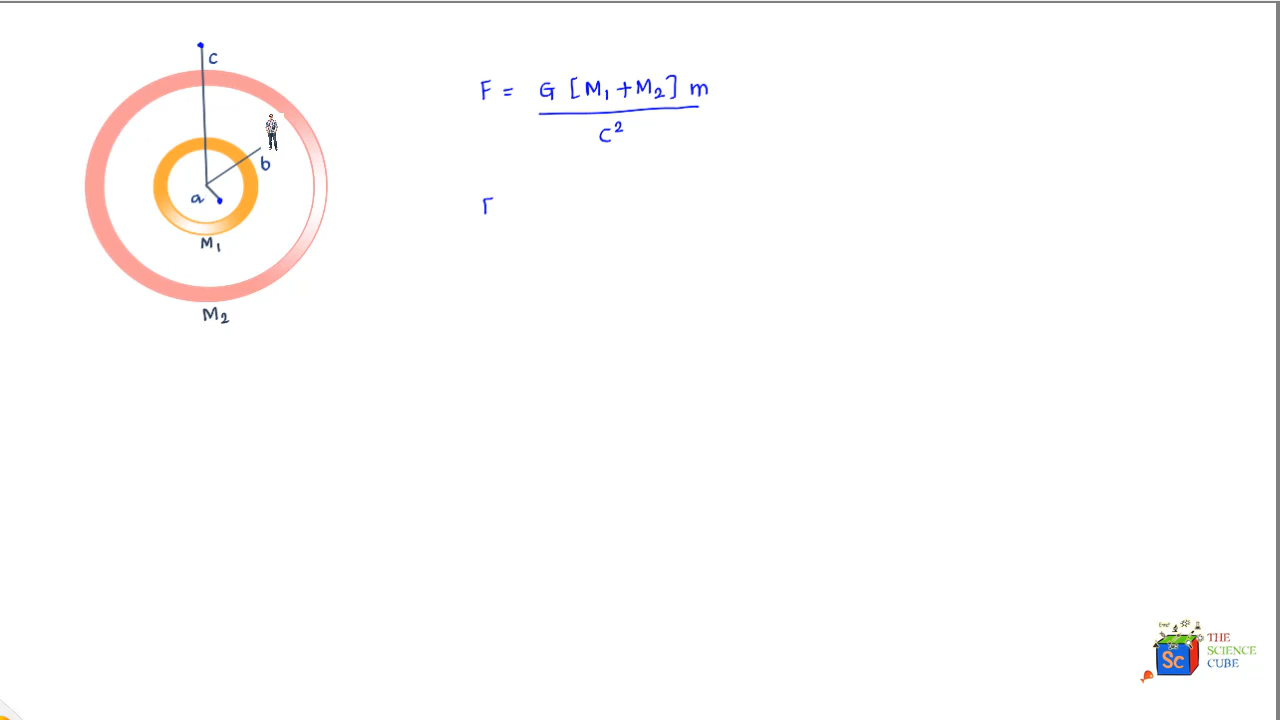 c
F = G [M₁ + M₂] m
c²
b
a
M₁
M₂
THE
SCIENCE
CUBE
Sc